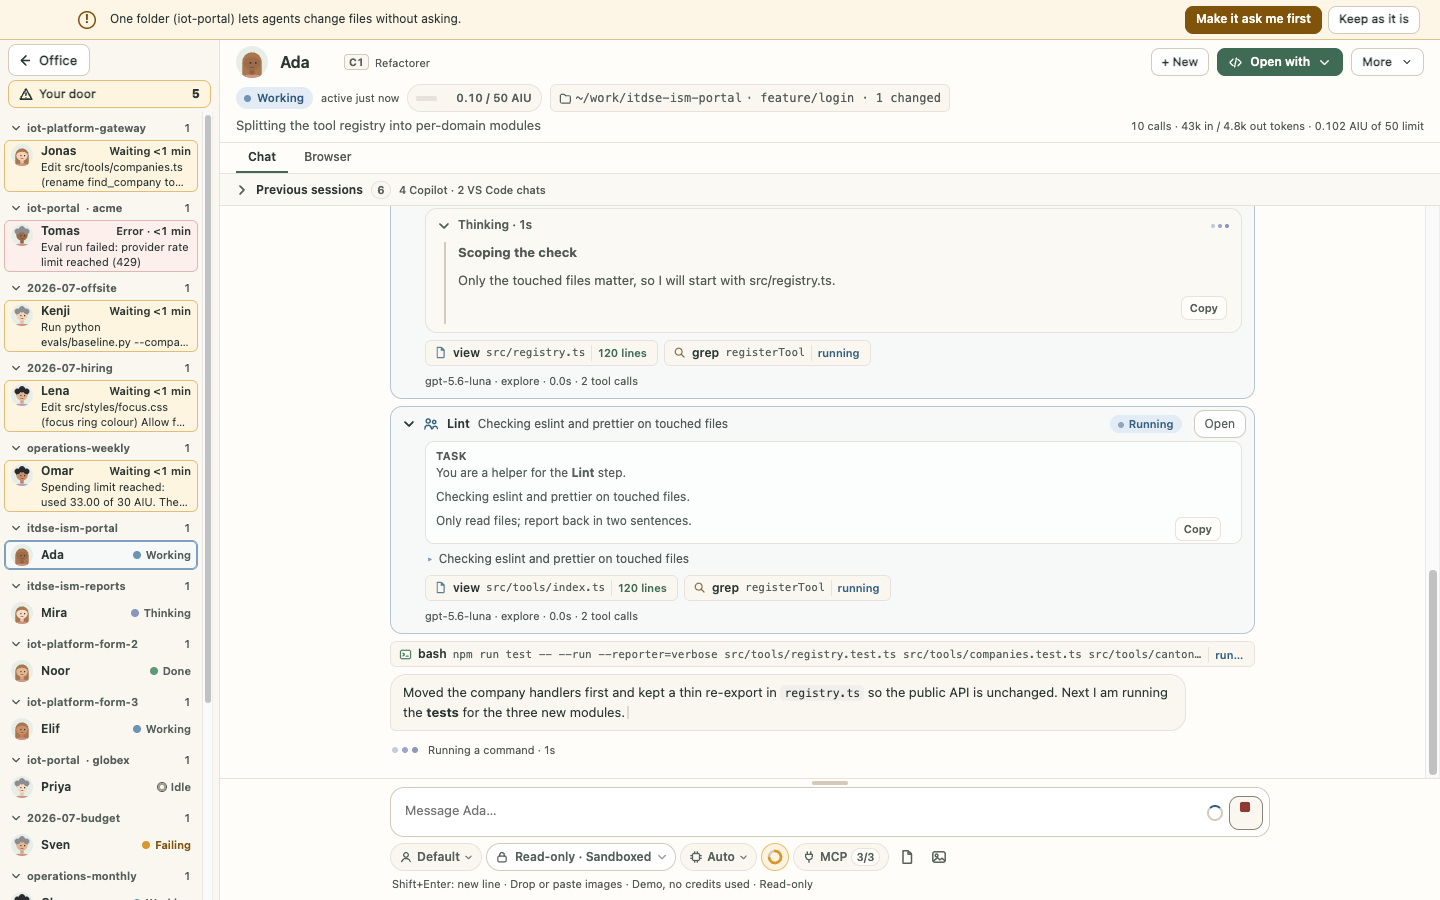 One folder (iot-portal) lets agents change files without asking.
Make it ask me first
Keep as it is
Office
Your door 5
iot-platform-gateway 1
Jonas Waiting <1 min
Edit src/tools/companies.ts
(rename find_company to...
iot-portal · acme 1
Tomas Error · <1 min
Eval run failed: provider rate
limit reached (429)
2026-07-offsite 1
Kenji Waiting <1 min
Run python
evals/baseline.py --compa...
2026-07-hiring 1
Lena Waiting <1 min
Edit src/styles/focus.css
(focus ring colour) Allow f...
operations-weekly 1
Omar Waiting <1 min
Spending limit reached:
used 33.00 of 30 AIU. The...
itdse-ism-portal 1
Ada Working
itdse-ism-reports 1
Mira Thinking
iot-platform-form-2 1
Noor Done
iot-platform-form-3 1
Elif Working
iot-portal · globex 1
Priya Idle
2026-07-budget 1
Sven Failing
operations-monthly 1
Ada C1 Refactorer
+ New
Open with
More
Working active just now 0.10 / 50 AIU ~/work/itdse-ism-portal · feature/login · 1 changed
Splitting the tool registry into per-domain modules
10 calls · 43k in / 4.8k out tokens · 0.102 AIU of 50 limit
Chat Browser
Previous sessions 6 4 Copilot · 2 VS Code chats
Thinking · 1s
Scoping the check
Only the touched files matter, so I will start with src/registry.ts.
Copy
view src/registry.ts 120 lines grep registerTool running
gpt-5.6-luna · explore · 0.0s · 2 tool calls
Lint Checking eslint and prettier on touched files Running Open
TASK
You are a helper for the Lint step.
Checking eslint and prettier on touched files.
Only read files; report back in two sentences.
Copy
Checking eslint and prettier on touched files
view src/tools/index.ts 120 lines grep registerTool running
gpt-5.6-luna · explore · 0.0s · 2 tool calls
bash npm run test -- --run --reporter=verbose src/tools/registry.test.ts src/tools/companies.test.ts src/tools/canton... run...
Moved the company handlers first and kept a thin re-export in registry.ts so the public API is unchanged. Next I am running
the tests for the three new modules.
Running a command · 1s
Message Ada...
Default Read-only · Sandboxed Auto MCP 3/3
Shift+Enter: new line · Drop or paste images · Demo, no credits used · Read-only